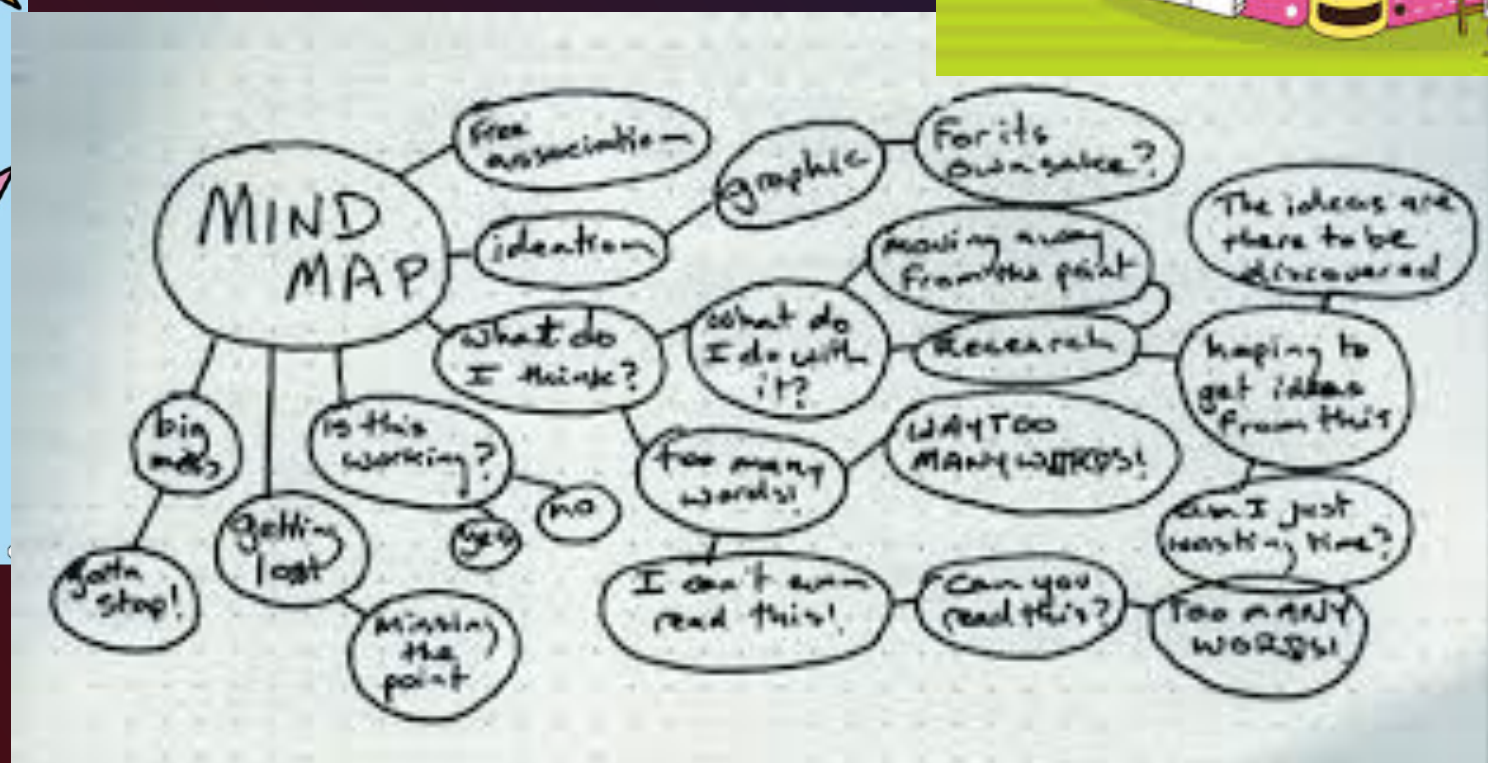 MIND
MAP
Free
association
ideation
graphic
For its
own sake?
moving away
from the point
The ideas are
there to be
discovered
What do
I think?
What do
I do with
it?
Research
hoping to
get ideas
from this
big
mess
is this
working?
too many
words!
WAY TOO
MANY WORDS!
no
yes
am I just
wasting time?
getting
lost
gotta
stop!
I can't even
read this!
Can you
read this?
TOO MANY
WORDS!
missing
the
point